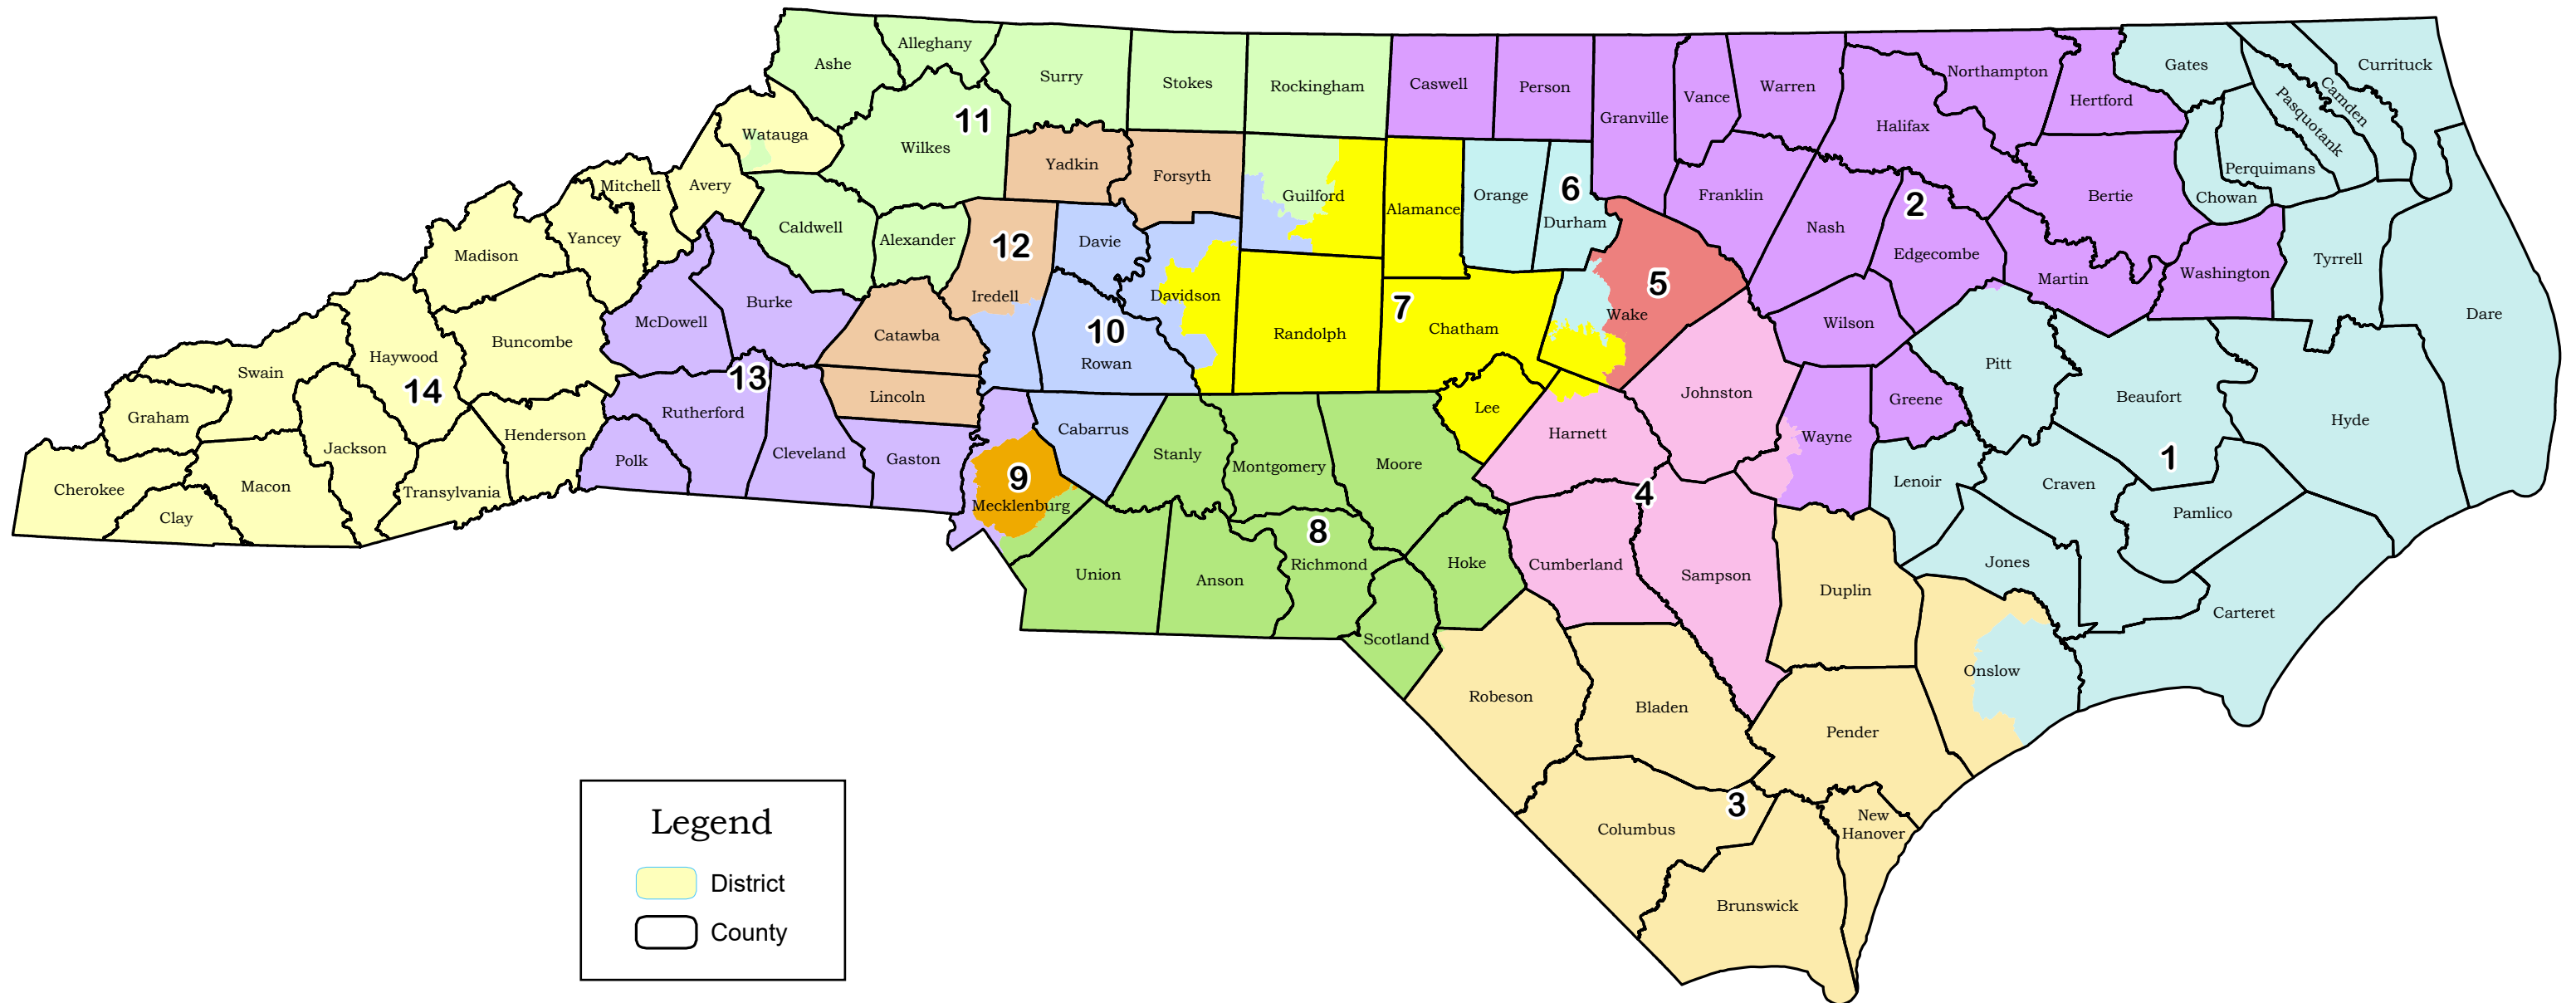 Ashe
Alleghany
Surry
Stokes
Rockingham
Caswell
Person
Granville
Vance
Warren
Northampton
Hertford
Gates
Camden
Currituck
Pasquotank
Perquimans
Chowan
Halifax
Bertie
Watauga
Wilkes
11
Yadkin
Forsyth
Guilford
Alamance
Orange
6
Durham
Franklin
Nash
2
Edgecombe
Martin
Washington
Tyrrell
Dare
Mitchell
Avery
Caldwell
Alexander
12
Iredell
Davie
Davidson
Madison
Yancey
Burke
McDowell
Catawba
10
Rowan
Randolph
7
Chatham
5
Wake
Wilson
Pitt
Beaufort
Hyde
Buncombe
Haywood
14
Swain
Graham
13
Rutherford
Lincoln
Cabarrus
Lee
Johnston
Greene
Wayne
Harnett
Henderson
Jackson
Polk
Cleveland
Gaston
9
Mecklenburg
Stanly
Montgomery
Moore
4
Lenoir
Craven
1
Pamlico
Cherokee
Clay
Macon
Transylvania
Union
Anson
8
Richmond
Hoke
Scotland
Cumberland
Sampson
Duplin
Jones
Carteret
Onslow
Robeson
Bladen
Pender
3
Columbus
New
Hanover
Brunswick
Legend
District
County